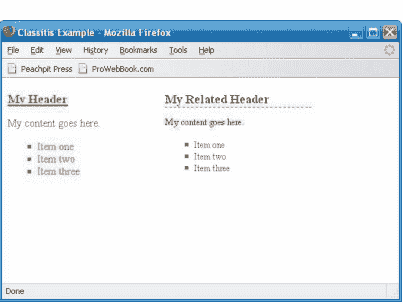 Classitis Example - Mozilla Firefox
File Edit View History Bookmarks Tools Help
Peachpit Press ProWebBook.com
My Header
My content goes here.
Item one
Item two
Item three
My Related Header
My content goes here.
Item one
Item two
Item three
Done